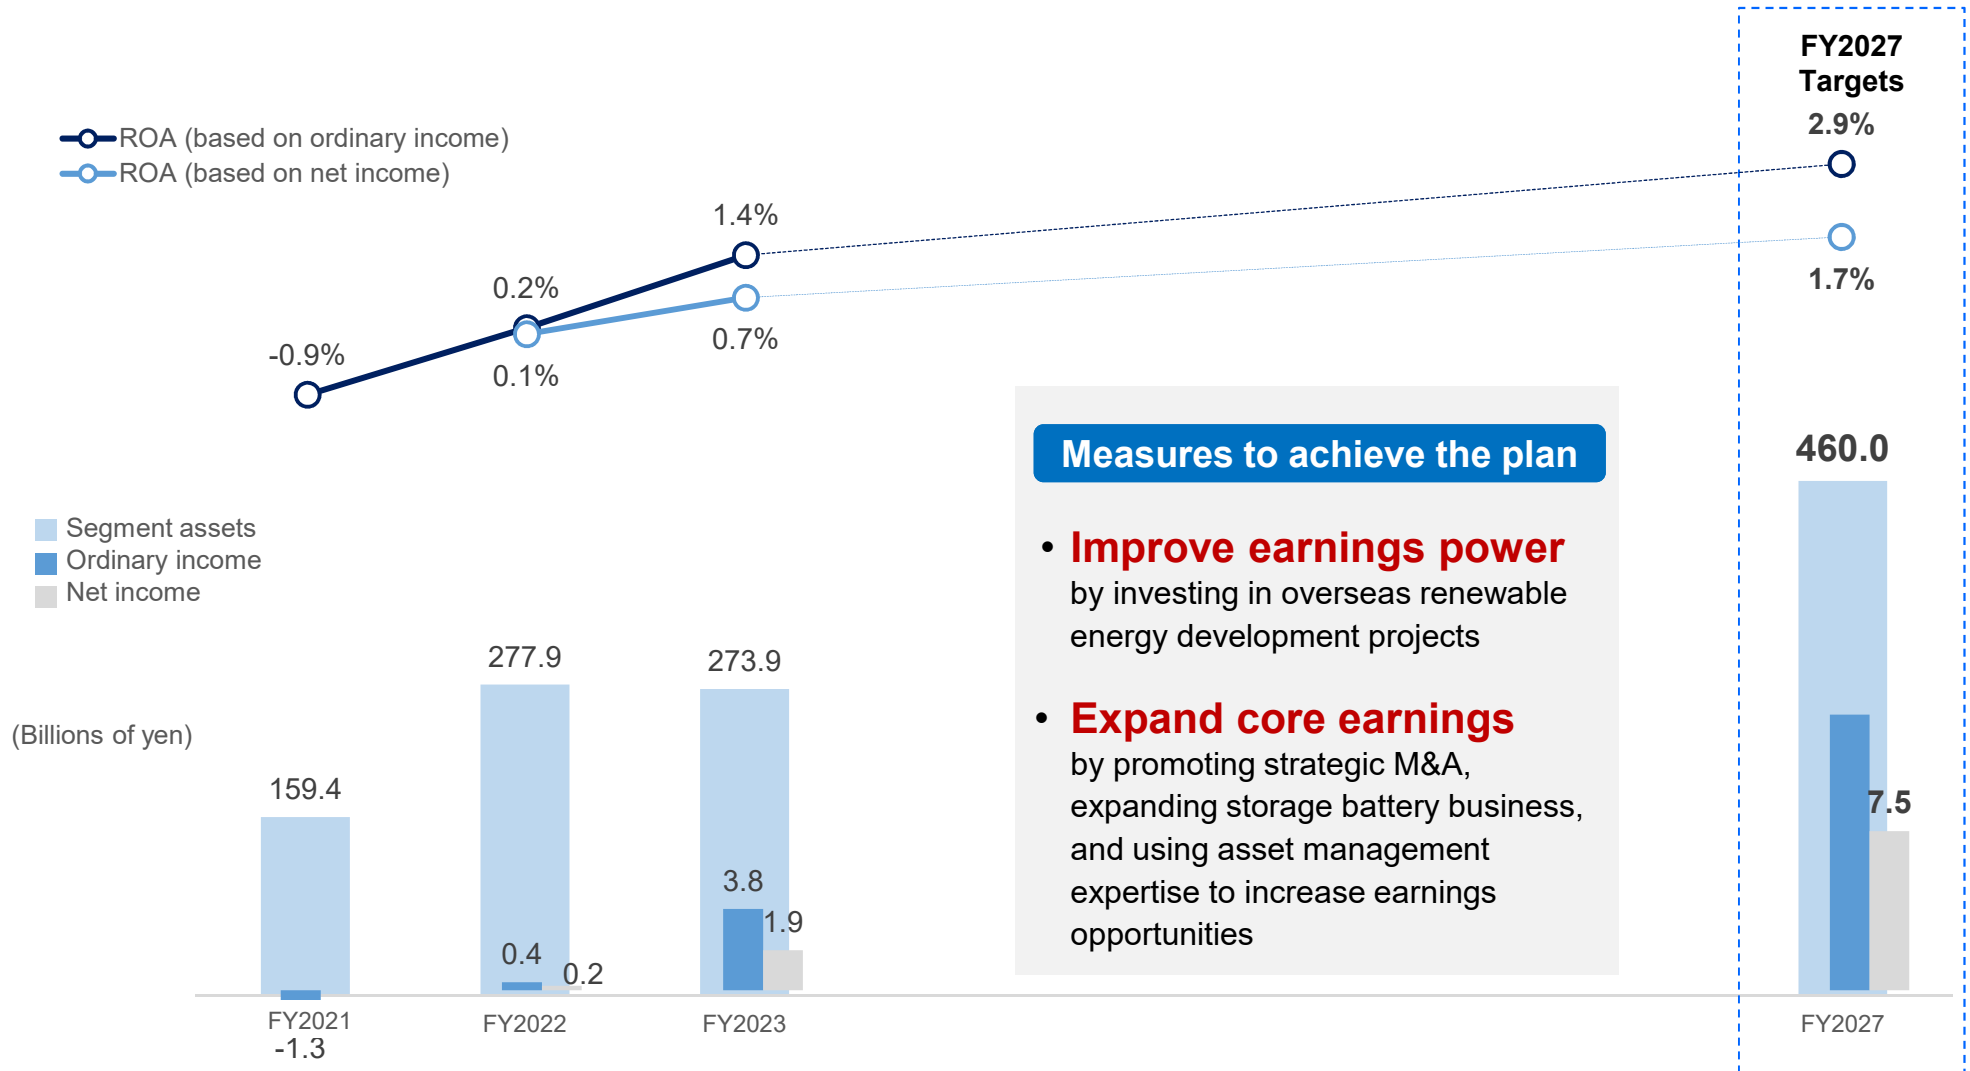 FY2027
Targets
2.9%
ROA (based on ordinary income)
ROA (based on net income)
1.4%
0.2%
1.7%
0.7%
-0.9%
0.1%
Measures to achieve the plan
• Improve earnings power
by investing in overseas renewable
energy development projects
• Expand core earnings
by promoting strategic M&A,
expanding storage battery business,
and using asset management
expertise to increase earnings
opportunities
460.0
Segment assets
Ordinary income
Net income
277.9
273.9
(Billions of yen)
159.4
7.5
3.8
1.9
0.4
0.2
FY2021
FY2022
FY2023
FY2027
-1.3